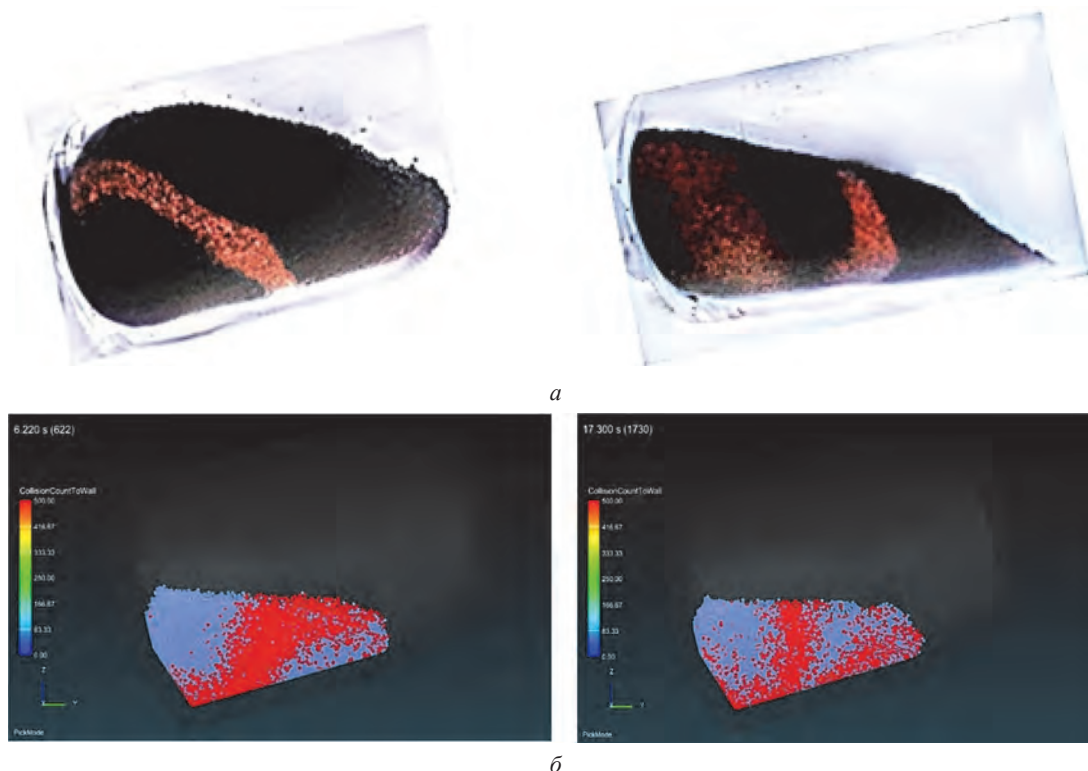 а
6.220 s (622)
CollisionCountToWall
500.00
416.67
333.33
250.00
166.67
83.33
0.00
Z
Y
PickMode
17.300 s (1730)
CollisionCountToWall
500.00
416.67
333.33
250.00
166.67
83.33
0.00
Z
Y
PickMode
б